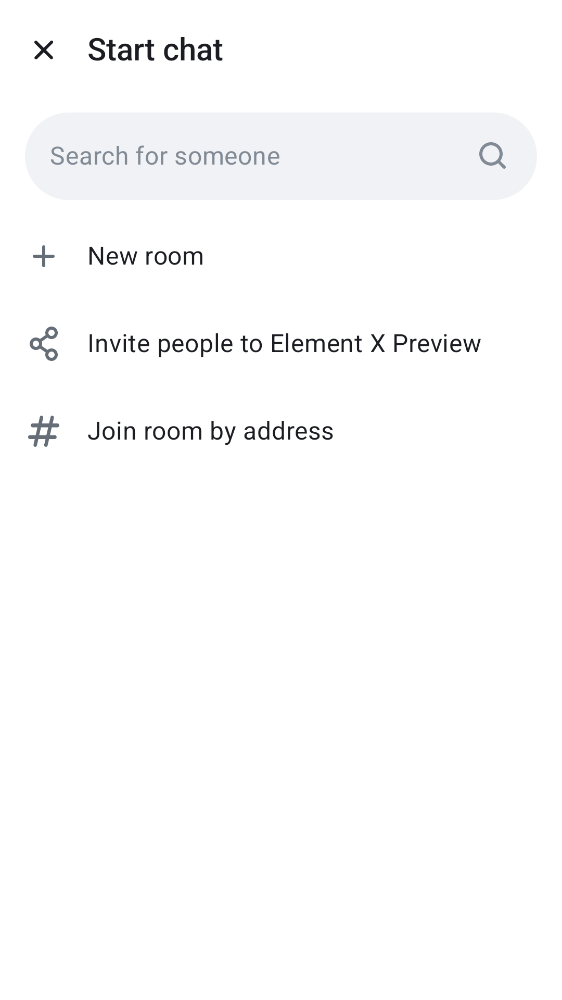 Start chat
Search for someone
New room
Invite people to Element X Preview
Join room by address